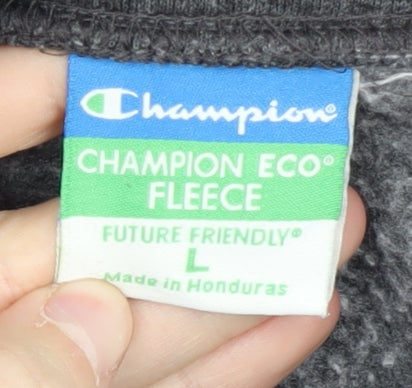 Champion®
CHAMPION ECO®
FLEECE
FUTURE FRIENDLY®
L
Made in Honduras